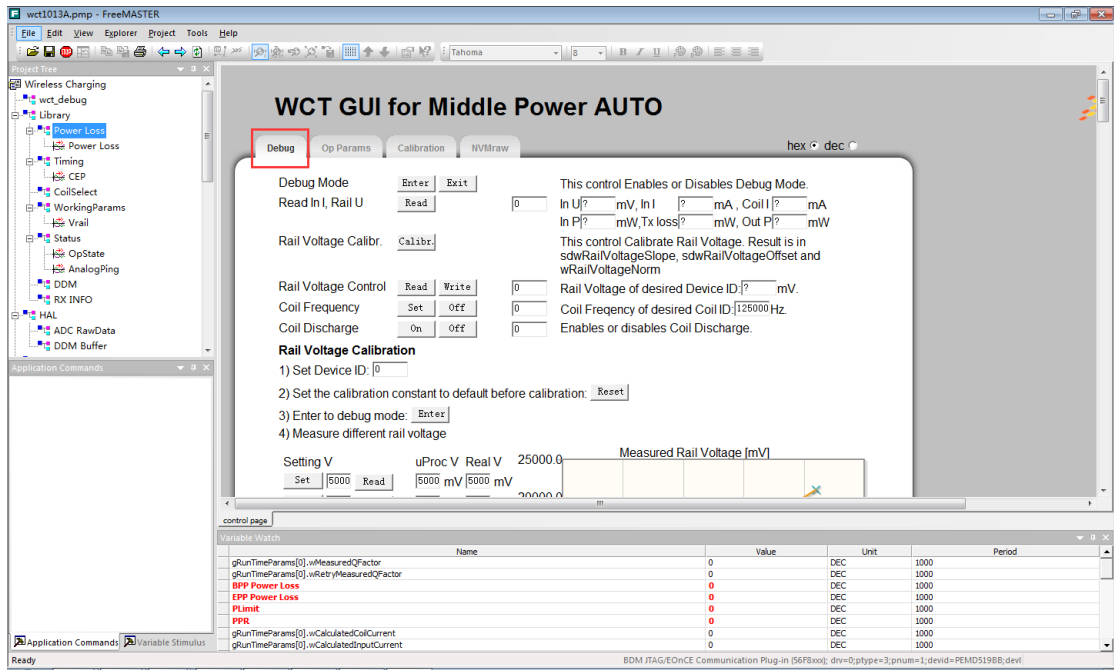 wct1013A.pmp - FreeMASTER
File Edit View Explorer Project Tools Help
Tahoma 8 B I U
Project Tree
Wireless Charging
wct_debug
Library
Power Loss
Power Loss
Timing
CEP
CoilSelect
WorkingParams
Vrail
Status
OpState
AnalogPing
DDM
RX INFO
HAL
ADC RawData
DDM Buffer
Application Commands
Application Commands Variable Stimulus
WCT GUI for Middle Power AUTO
Debug Op Params Calibration NVMraw hex dec
Debug Mode Enter Exit This control Enables or Disables Debug Mode.
Read In I, Rail U Read 0 In U ? mV, In I ? mA , Coil I ? mA
In P ? mW,Tx loss ? mW, Out P ? mW
Rail Voltage Calibr. Calibr. This control Calibrate Rail Voltage. Result is in
sdwRailVoltageSlope, sdwRailVoltageOffset and
wRailVoltageNorm
Rail Voltage Control Read Write 0 Rail Voltage of desired Device ID: ? mV.
Coil Frequency Set Off 0 Coil Freqency of desired Coil ID: 125000 Hz.
Coil Discharge On Off 0 Enables or disables Coil Discharge.
Rail Voltage Calibration
1) Set Device ID: 0
2) Set the calibration constant to default before calibration: Reset
3) Enter to debug mode: Enter
4) Measure different rail voltage
Setting V uProc V Real V 25000.0 Measured Rail Voltage [mV]
Set 5000 Read 5000 mV 5000 mV
20000.0
control page
Variable Watch
Name Value Unit Period
gRunTimeParams[0].wMeasuredQFactor 0 DEC 1000
gRunTimeParams[0].wRetryMeasuredQFactor 0 DEC 1000
BPP Power Loss 0 DEC 1000
EPP Power Loss 0 DEC 1000
PLimit 0 DEC 1000
PPR 0 DEC 1000
gRunTimeParams[0].wCalculatedCoilCurrent 0 DEC 1000
gRunTimeParams[0].wCalculatedInputCurrent 0 DEC 1000
Ready BDM JTAG/EOnCE Communication Plug-in (56F8xxx); drv=0;ptype=3;pnum=1;devid=PEMD519BB;devi